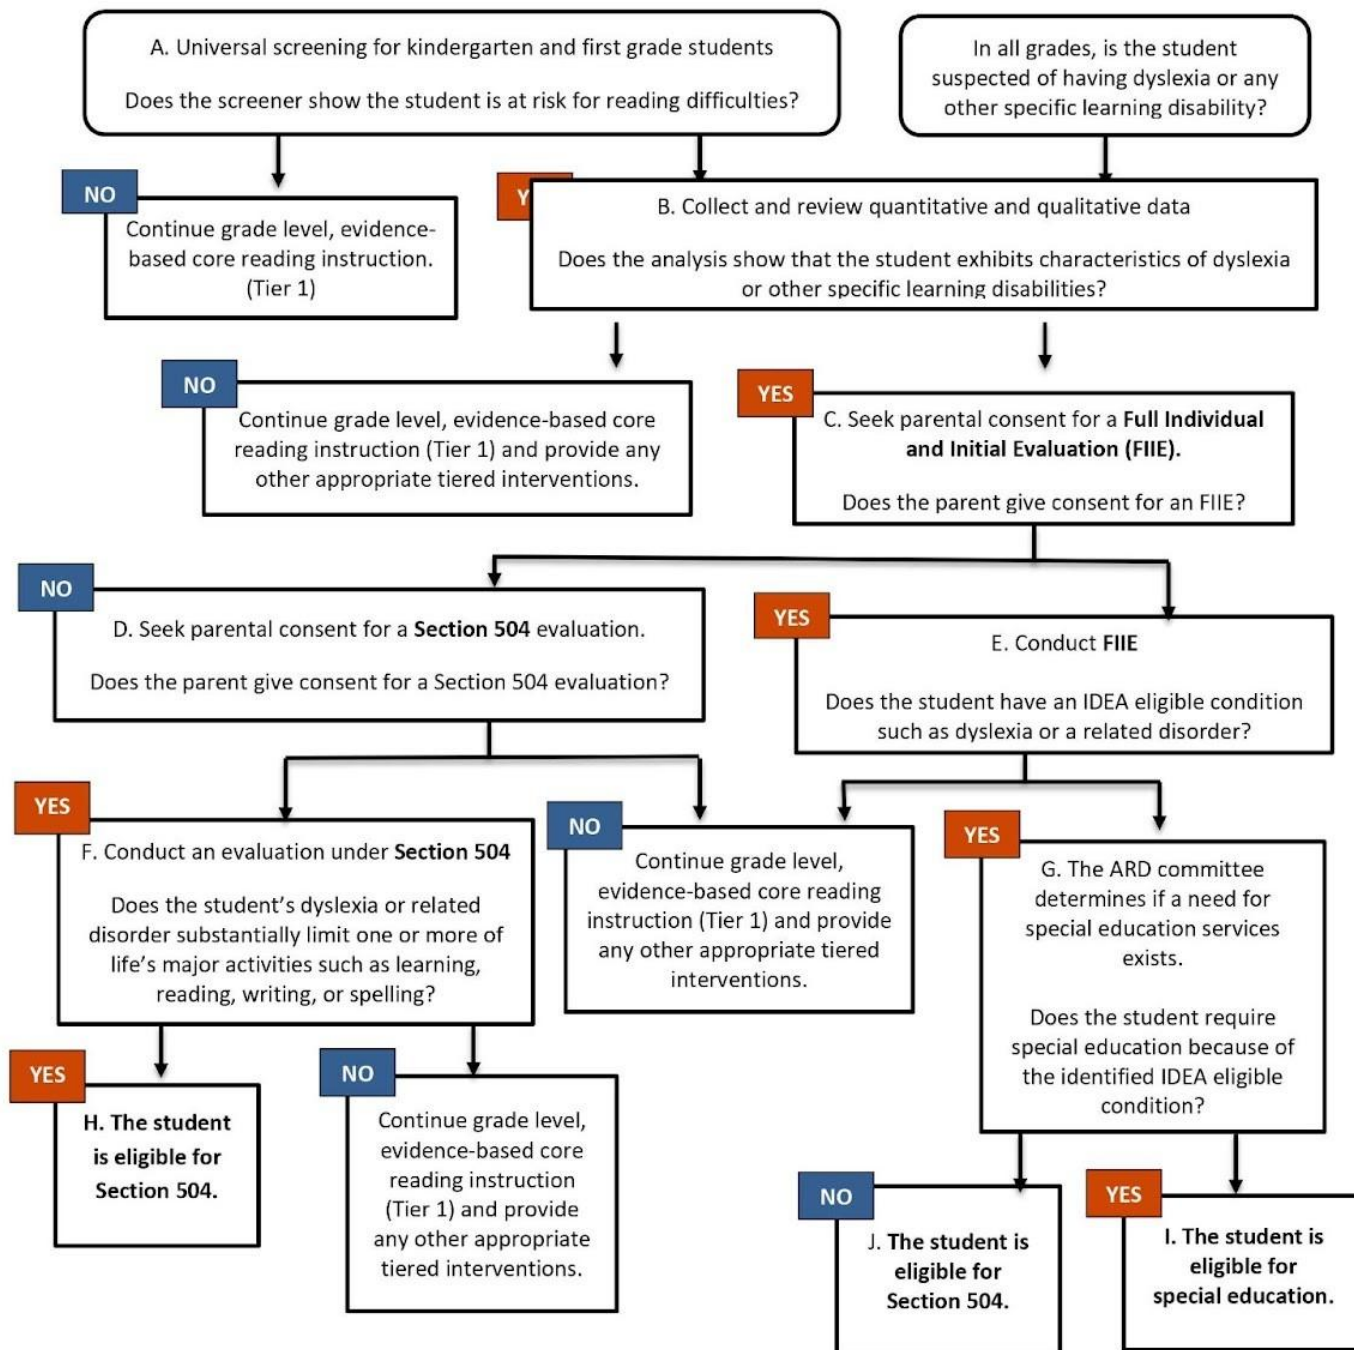 A. Universal screening for kindergarten and first grade students
Does the screener show the student is at risk for reading difficulties?
In all grades, is the student
suspected of having dyslexia or any
other specific learning disability?
NO
Continue grade level, evidence-
based core reading instruction.
(Tier 1)
Y
B. Collect and review quantitative and qualitative data
Does the analysis show that the student exhibits characteristics of dyslexia
or other specific learning disabilities?
NO
Continue grade level, evidence-based core
reading instruction (Tier 1) and provide any
other appropriate tiered interventions.
YES
C. Seek parental consent for a Full Individual
and Initial Evaluation (FIIE).
Does the parent give consent for an FIIE?
NO
D. Seek parental consent for a Section 504 evaluation.
Does the parent give consent for a Section 504 evaluation?
YES
E. Conduct FIIE
Does the student have an IDEA eligible condition
such as dyslexia or a related disorder?
YES
F. Conduct an evaluation under Section 504
Does the student’s dyslexia or related
disorder substantially limit one or more of
life’s major activities such as learning,
reading, writing, or spelling?
NO
Continue grade level,
evidence-based core reading
instruction (Tier 1) and provide
any other appropriate tiered
interventions.
YES
G. The ARD committee
determines if a need for
special education services
exists.
Does the student require
special education because of
the identified IDEA eligible
condition?
YES
H. The student
is eligible for
Section 504.
NO
Continue grade level,
evidence-based core
reading instruction
(Tier 1) and provide
any other appropriate
tiered interventions.
NO
J. The student is
eligible for
Section 504.
YES
I. The student is
eligible for
special education.